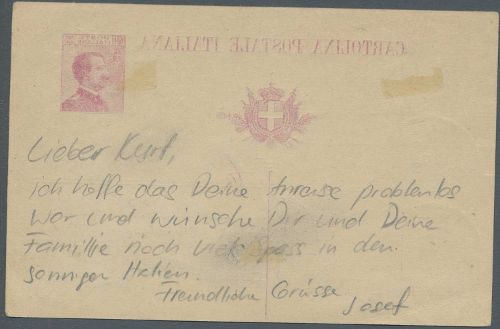 CARTOLINA POSTALE ITALIANA
Lieber Kurt,
ich hoffe das Deine Anreise problemlos
war und wünsche Dir und Deine
Familie noch viel Spass in den
sonnigen Italien.
Freundliche Grüsse
Josef